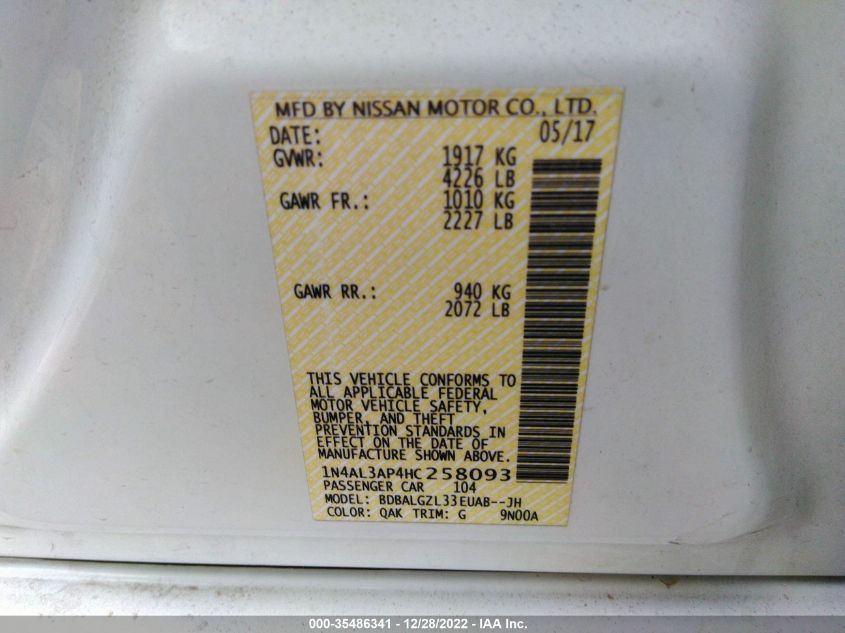 MFD BY NISSAN MOTOR CO., LTD.
DATE: 05/17
GVWR: 1917 KG
4226 LB
GAWR FR.: 1010 KG
2227 LB
GAWR RR.: 940 KG
2072 LB
THIS VEHICLE CONFORMS TO
ALL APPLICABLE FEDERAL
MOTOR VEHICLE SAFETY,
BUMPER, AND THEFT
PREVENTION STANDARDS IN
EFFECT ON THE DATE OF
MANUFACTURE SHOWN ABOVE.
1N4AL3AP4HC258093
PASSENGER CAR 104
MODEL: BDBALGZL33EUAB--JH
COLOR: QAK TRIM: G 9N00A
000-35486341 - 12/28/2022 - IAA Inc.